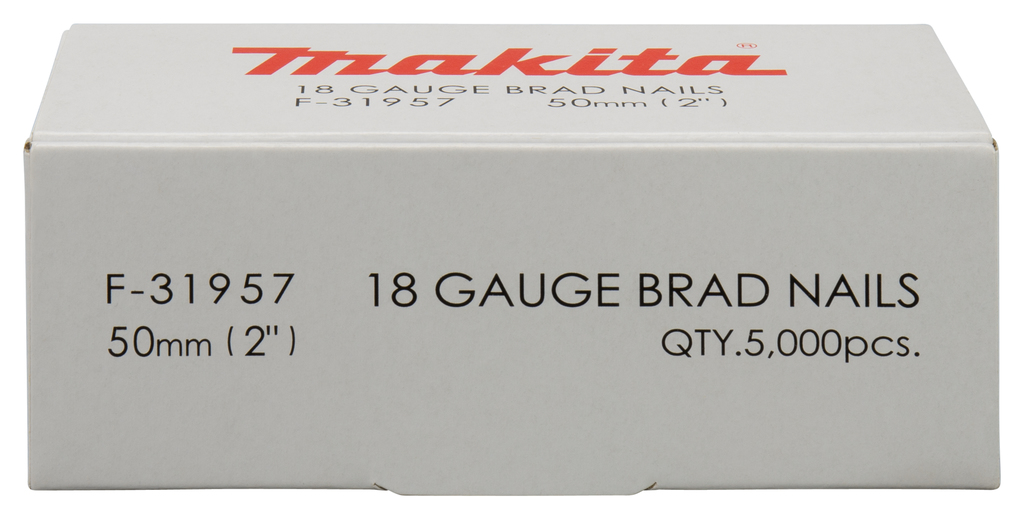 makita®
18 GAUGE BRAD NAILS
F-31957 50mm (2")
F-31957 18 GAUGE BRAD NAILS
50mm (2") QTY.5,000pcs.